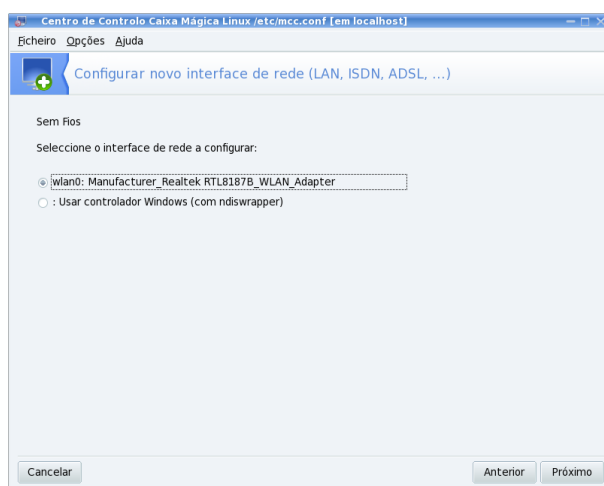 Centro de Controlo Caixa Mágica Linux /etc/mcc.conf [em localhost]
Ficheiro Opções Ajuda
Configurar novo interface de rede (LAN, ISDN, ADSL, ...)
Sem Fios
Seleccione o interface de rede a configurar:
wlan0: Manufacturer_Realtek RTL8187B_WLAN_Adapter
: Usar controlador Windows (com ndiswrapper)
Cancelar Anterior Próximo